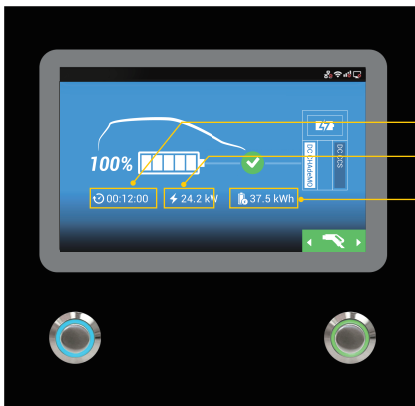 100%
DC CHAdeMO
DC CCS
00:12:00
24.2 kW
37.5 kWh